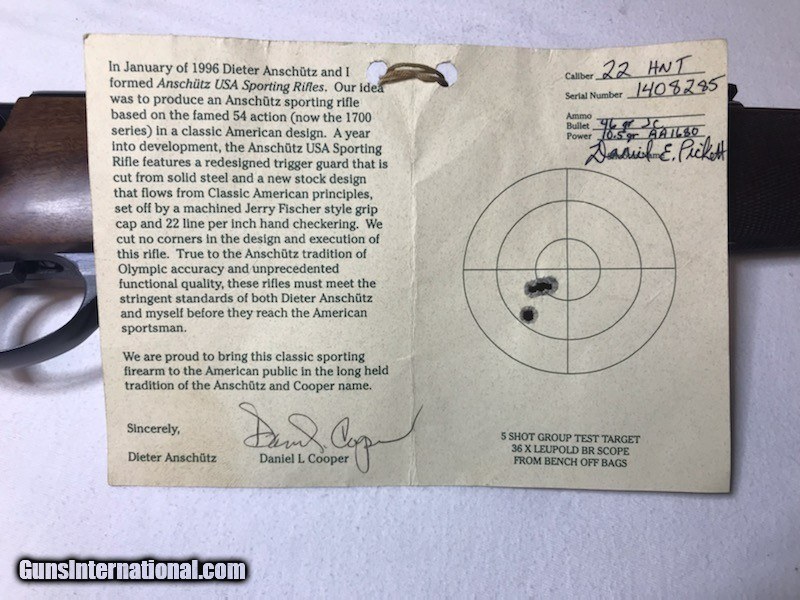 In January of 1996 Dieter Anschütz and I
formed Anschütz USA Sporting Rifles. Our idea
was to produce an Anschütz sporting rifle
based on the famed 54 action (now the 1700
series) in a classic American design. A year
into development, the Anschütz USA Sporting
Rifle features a redesigned trigger guard that is
cut from solid steel and a new stock design
that flows from Classic American principles,
set off by a machined Jerry Fischer style grip
cap and 22 line per inch hand checkering. We
cut no corners in the design and execution of
this rifle. True to the Anschütz tradition of
Olympic accuracy and unprecedented
functional quality, these rifles must meet the
stringent standards of both Dieter Anschütz
and myself before they reach the American
sportsman.
We are proud to bring this classic sporting
firearm to the American public in the long held
tradition of the Anschütz and Cooper name.
Sincerely,
Daniel L. Cooper
Dieter Anschütz
Daniel L Cooper
Caliber 22 HNT
Serial Number 1408285
Ammo
Bullet 46 gr
Power 10.5 gr AA1680
Daniel E. Pickett
5 SHOT GROUP TEST TARGET
36 X LEUPOLD BR SCOPE
FROM BENCH OFF BAGS
GunsInternational.com